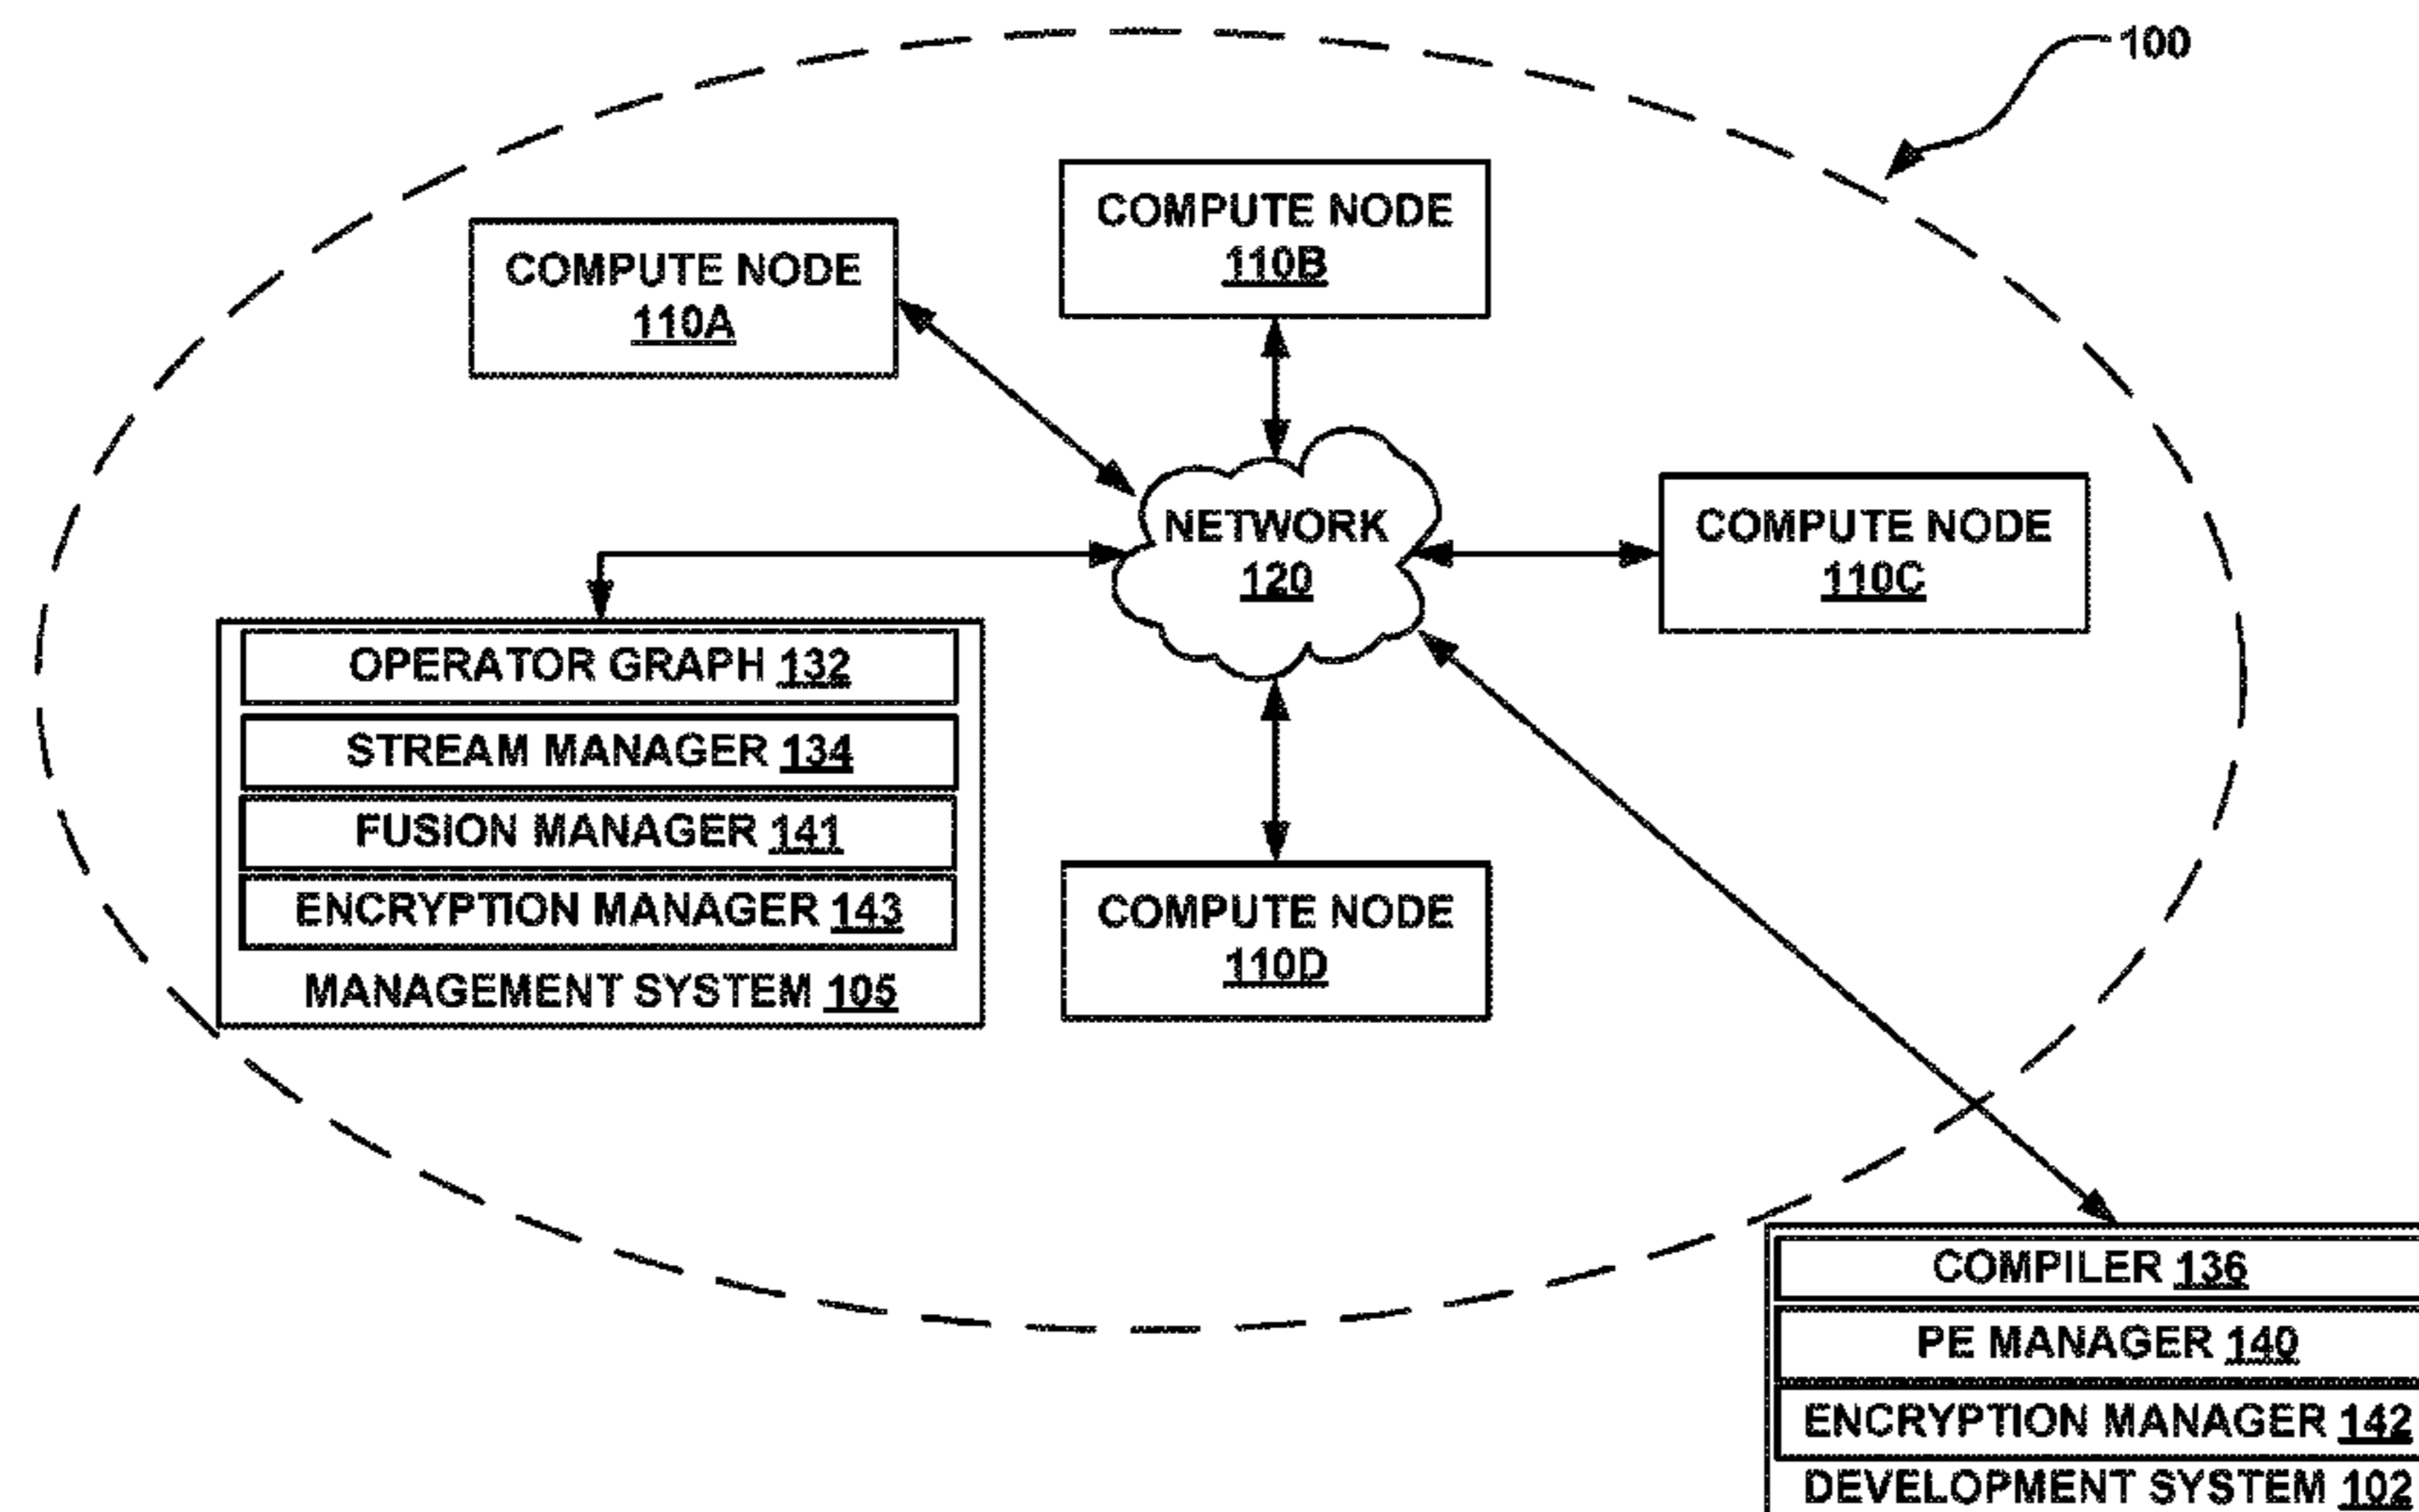 100
COMPUTE NODE
110B
COMPUTE NODE
110A
NETWORK
120
COMPUTE NODE
110C
OPERATOR GRAPH 132
STREAM MANAGER 134
FUSION MANAGER 141
ENCRYPTION MANAGER 143
MANAGEMENT SYSTEM 105
COMPUTE NODE
110D
COMPILER 136
PE MANAGER 140
ENCRYPTION MANAGER 142
DEVELOPMENT SYSTEM 102